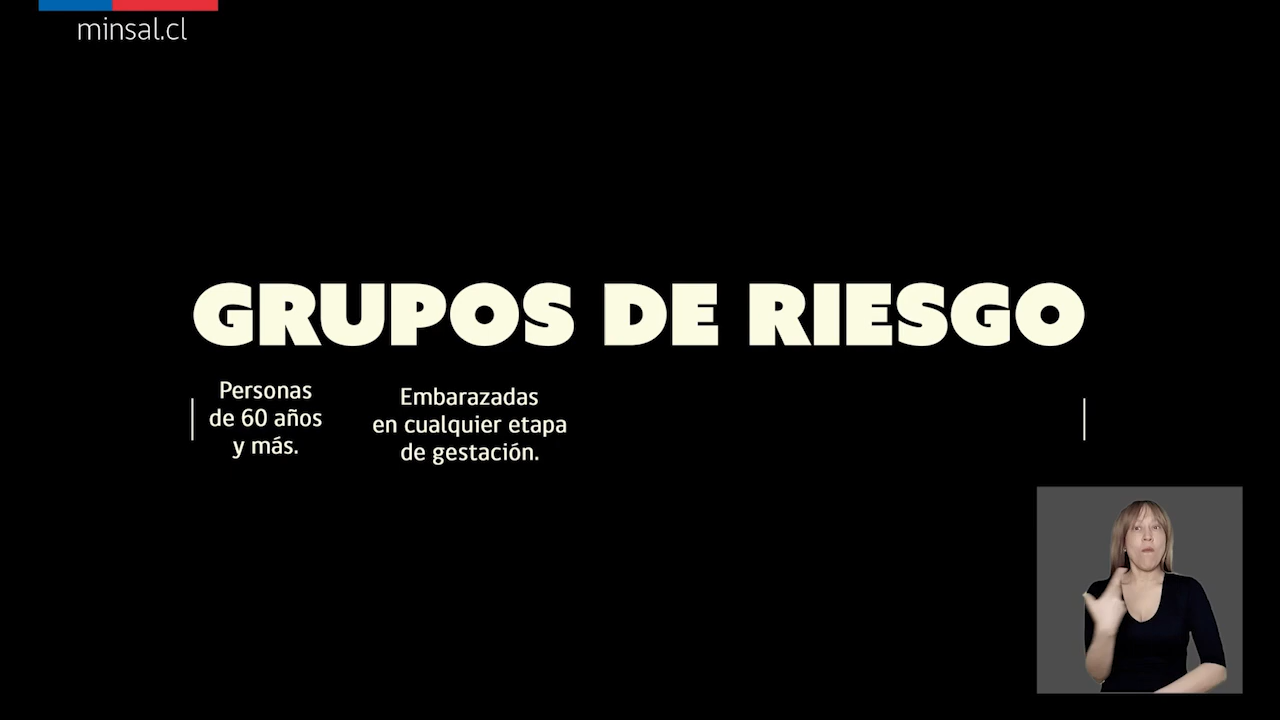 minsal.cl
GRUPOS DE RIESGO
Personas
de 60 años
y más.
Embarazadas
en cualquier etapa
de gestación.